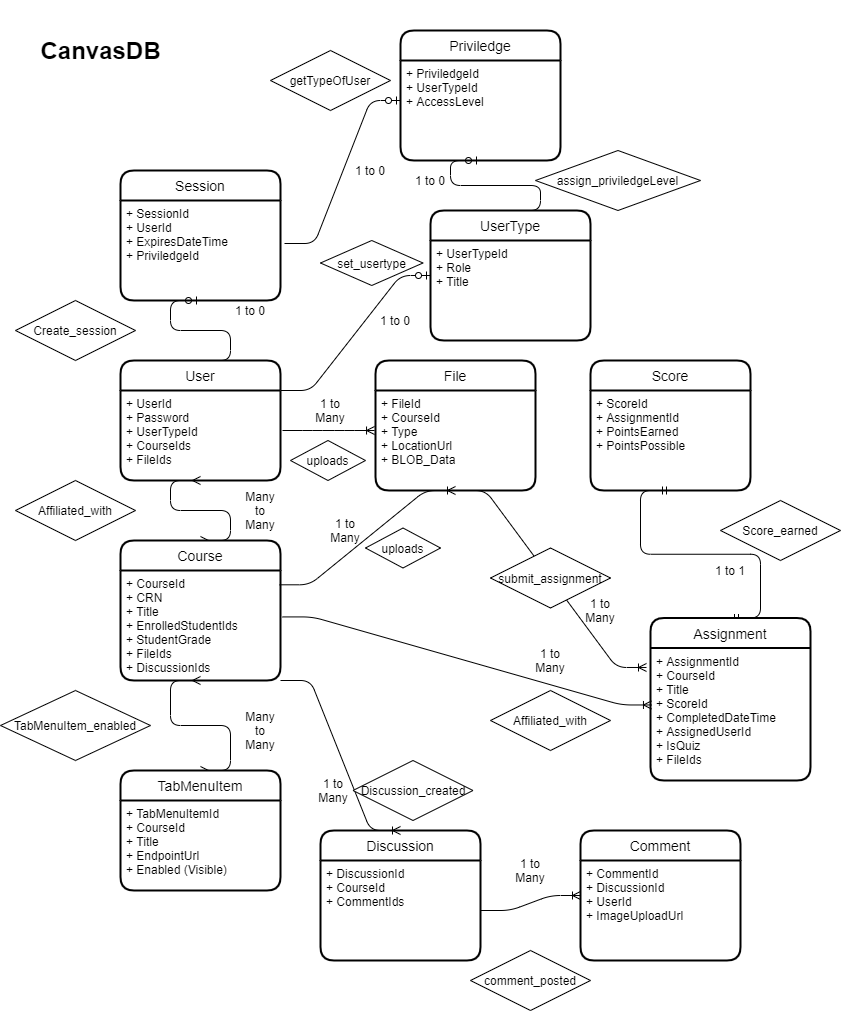 CanvasDB
Priviledge
+ PriviledgeId
+ UserTypeId
+ AccessLevel
getTypeOfUser
1 to 0
1 to 0
assign_priviledgeLevel
Session
+ SessionId
+ UserId
+ ExpiresDateTime
+ PriviledgeId
UserType
+ UserTypeId
+ Role
+ Title
set_usertype
1 to 0
1 to 0
Create_session
User
+ UserId
+ Password
+ UserTypeId
+ CourseIds
+ FileIds
1 to
Many
uploads
File
+ FileId
+ CourseId
+ Type
+ LocationUrl
+ BLOB_Data
Score
+ ScoreId
+ AssignmentId
+ PointsEarned
+ PointsPossible
Affiliated_with
Many
to
Many
1 to
Many
uploads
Score_earned
1 to 1
submit_assignment
1 to
Many
Course
+ CourseId
+ CRN
+ Title
+ EnrolledStudentIds
+ StudentGrade
+ FileIds
+ DiscussionIds
1 to
Many
Affiliated_with
Assignment
+ AssignmentId
+ CourseId
+ Title
+ ScoreId
+ CompletedDateTime
+ AssignedUserId
+ IsQuiz
+ FileIds
TabMenuItem_enabled
Many
to
Many
1 to
Many
Discussion_created
TabMenuItem
+ TabMenuItemId
+ CourseId
+ Title
+ EndpointUrl
+ Enabled (Visible)
Discussion
+ DiscussionId
+ CourseId
+ CommentIds
1 to
Many
Comment
+ CommentId
+ DiscussionId
+ UserId
+ ImageUploadUrl
comment_posted